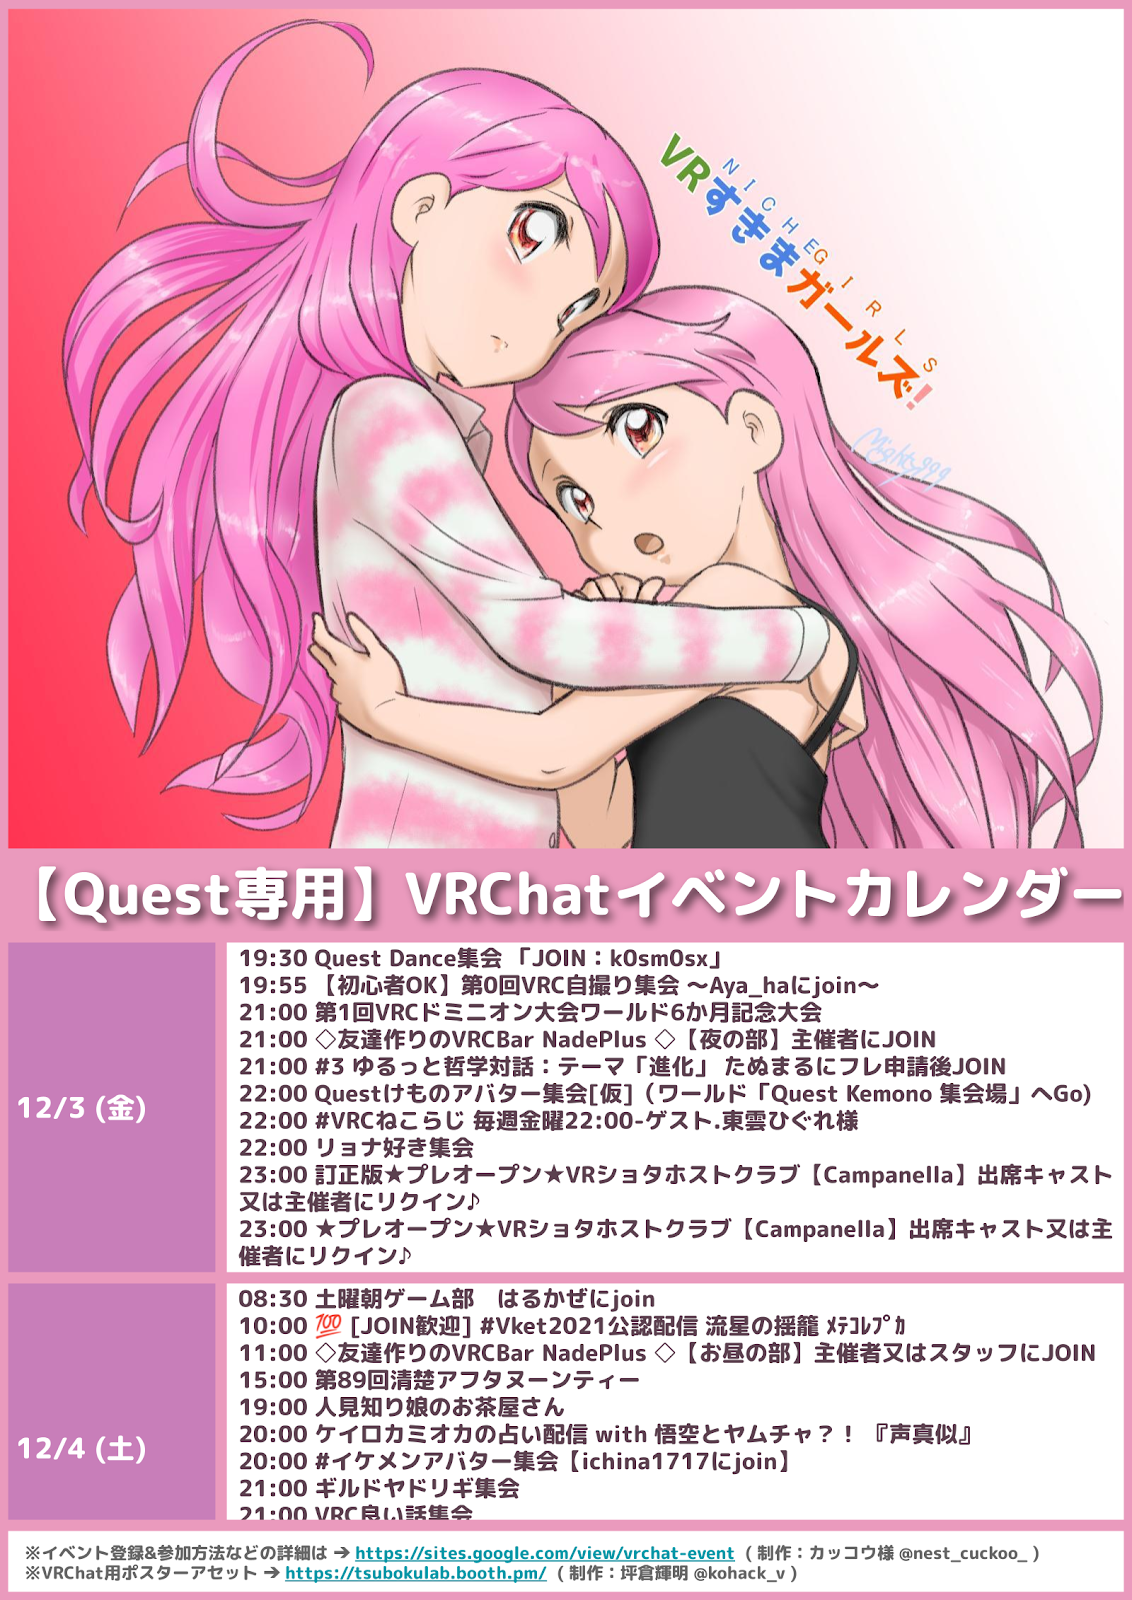 NICHE GIRLS
VRすきまガールズ!
Mighty999
【Quest専用】VRChatイベントカレンダー
12/3 (金)
19:30 Quest Dance集会 「JOIN：k0sm0sx」
19:55 【初心者OK】第0回VRC自撮り集会 〜Aya_haにjoin〜
21:00 第1回VRCドミニオン大会ワールド6か月記念大会
21:00 ◇友達作りのVRCBar NadePlus ◇【夜の部】主催者にJOIN
21:00 #3 ゆるっと哲学対話：テーマ「進化」 たぬまるにフレ申請後JOIN
22:00 Questけものアバター集会[仮]（ワールド「Quest Kemono 集会場」へGo)
22:00 #VRCねこらじ 毎週金曜22:00-ゲスト.東雲ひぐれ様
22:00 リョナ好き集会
23:00 訂正版★プレオープン★VRショタホストクラブ【Campanella】出席キャスト
又は主催者にリクイン♪
23:00 ★プレオープン★VRショタホストクラブ【Campanella】出席キャスト又は主
催者にリクイン♪
12/4 (土)
08:30 土曜朝ゲーム部　はるかぜにjoin
10:00 💯 [JOIN歓迎] #Vket2021公認配信 流星の揺籠 ﾒﾃｺﾚﾌﾟｶ
11:00 ◇友達作りのVRCBar NadePlus ◇【お昼の部】主催者又はスタッフにJOIN
15:00 第89回清楚アフタヌーンティー
19:00 人見知り娘のお茶屋さん
20:00 ケイロカミオカの占い配信 with 悟空とヤムチャ？！『声真似』
20:00 #イケメンアバター集会【ichina1717にjoin】
21:00 ギルドヤドリギ集会
21:00 VRC良い話集会
※イベント登録&参加方法などの詳細は ➔ https://sites.google.com/view/vrchat-event （ 制作：カッコウ様 @nest_cuckoo_ ）
※VRChat用ポスターアセット ➔ https://tsubokulab.booth.pm/ （ 制作：坪倉輝明 @kohack_v ）